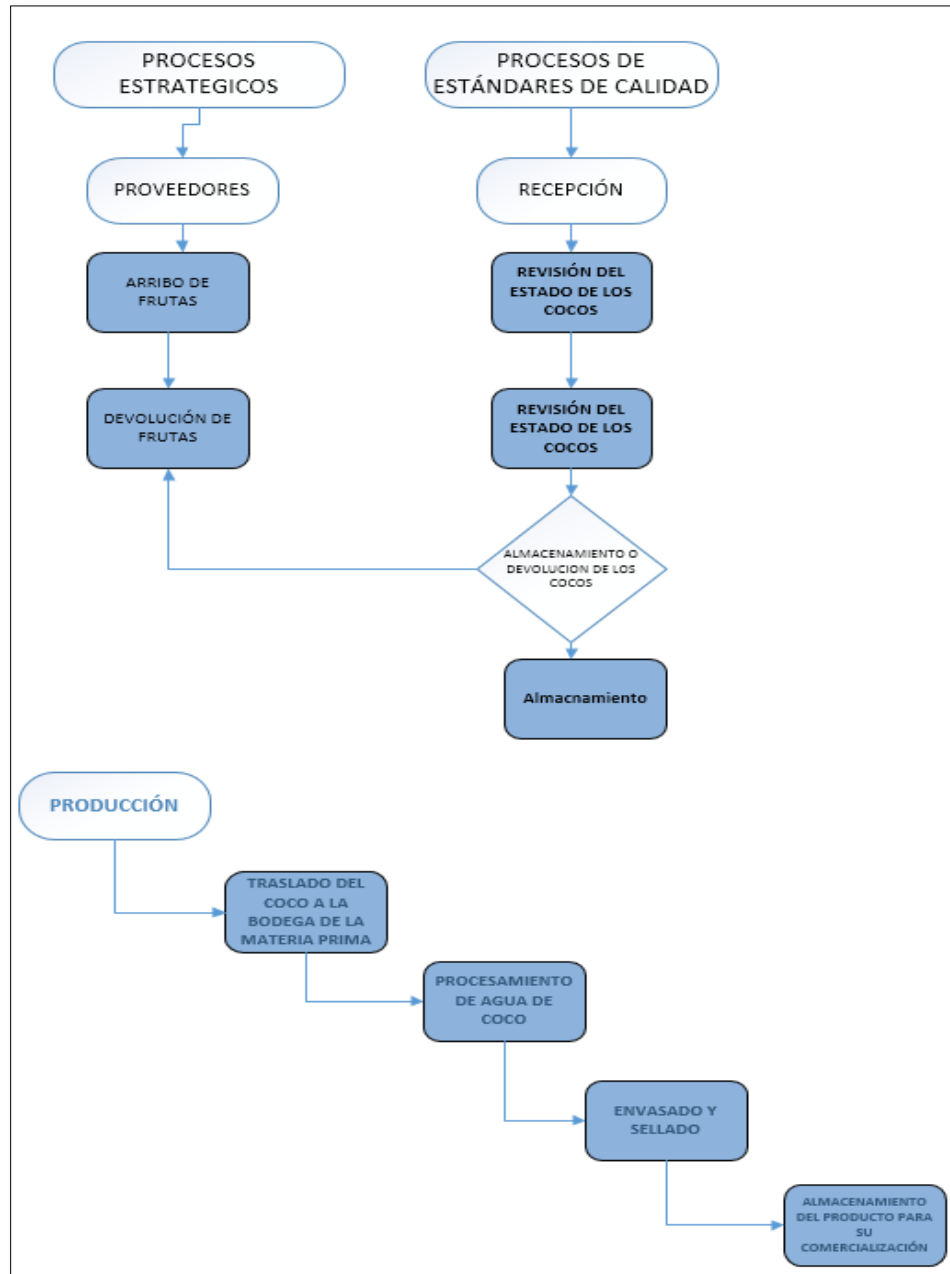 PROCESOS
ESTRATEGICOS
PROCESOS DE
ESTÁNDARES DE CALIDAD
PROVEEDORES
RECEPCIÓN
ARRIBO DE
FRUTAS
REVISIÓN DEL
ESTADO DE LOS
COCOS
DEVOLUCIÓN DE
FRUTAS
REVISIÓN DEL
ESTADO DE LOS
COCOS
ALMACENAMIENTO O
DEVOLUCION DE LOS
COCOS
Almacnamiento
PRODUCCIÓN
TRASLADO DEL
COCO A LA
BODEGA DE LA
MATERIA PRIMA
PROCESAMIENTO
DE AGUA DE
COCO
ENVASADO Y
SELLADO
ALMACENAMIENTO
DEL PRODUCTO PARA
SU
COMERCIALIZACIÓN